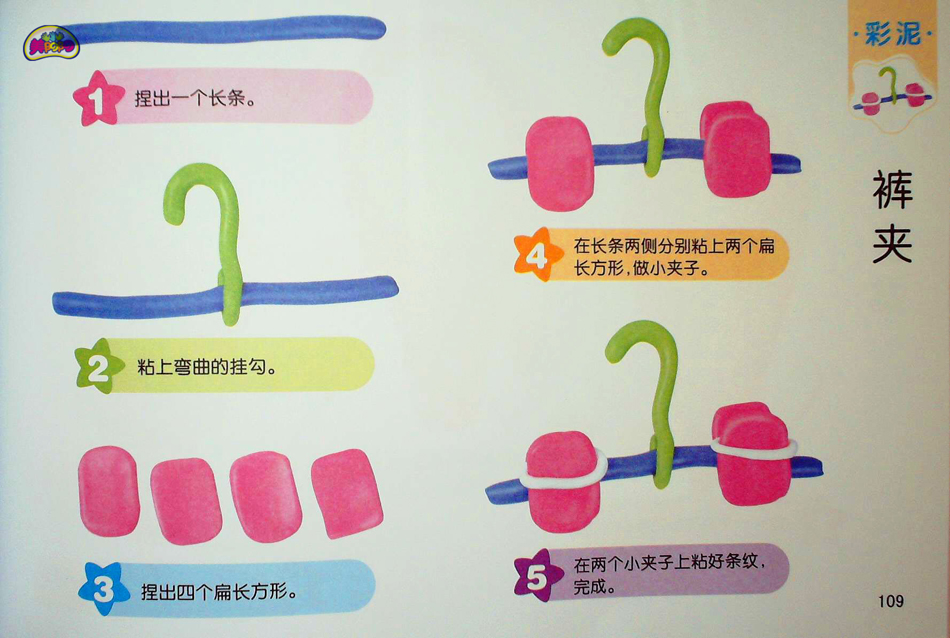 彩泥
裤夹
1
捏出一个长条。
2
粘上弯曲的挂勾。
3
捏出四个扁长方形。
4
在长条两侧分别粘上两个扁
长方形,做小夹子。
5
在两个小夹子上粘好条纹,
完成。
109